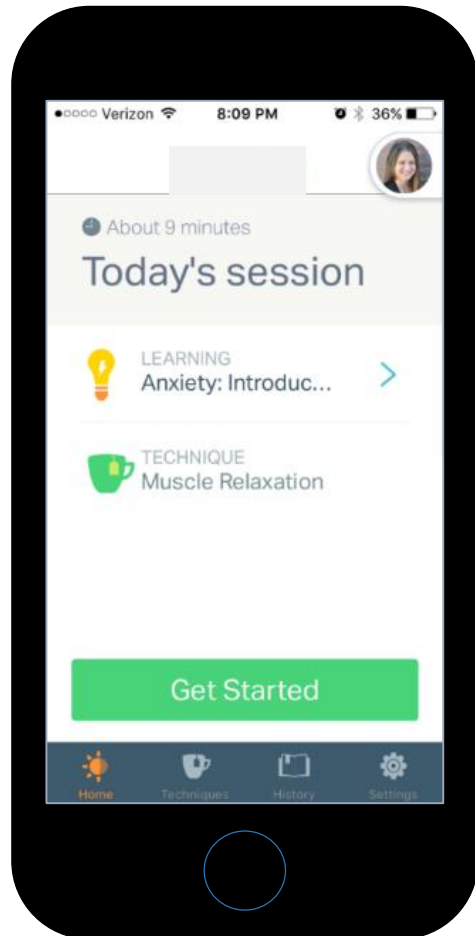 Verizon 8:09 PM 36%
About 9 minutes
Today's session
LEARNING
Anxiety: Introduc...
TECHNIQUE
Muscle Relaxation
Get Started
Home Techniques History Settings